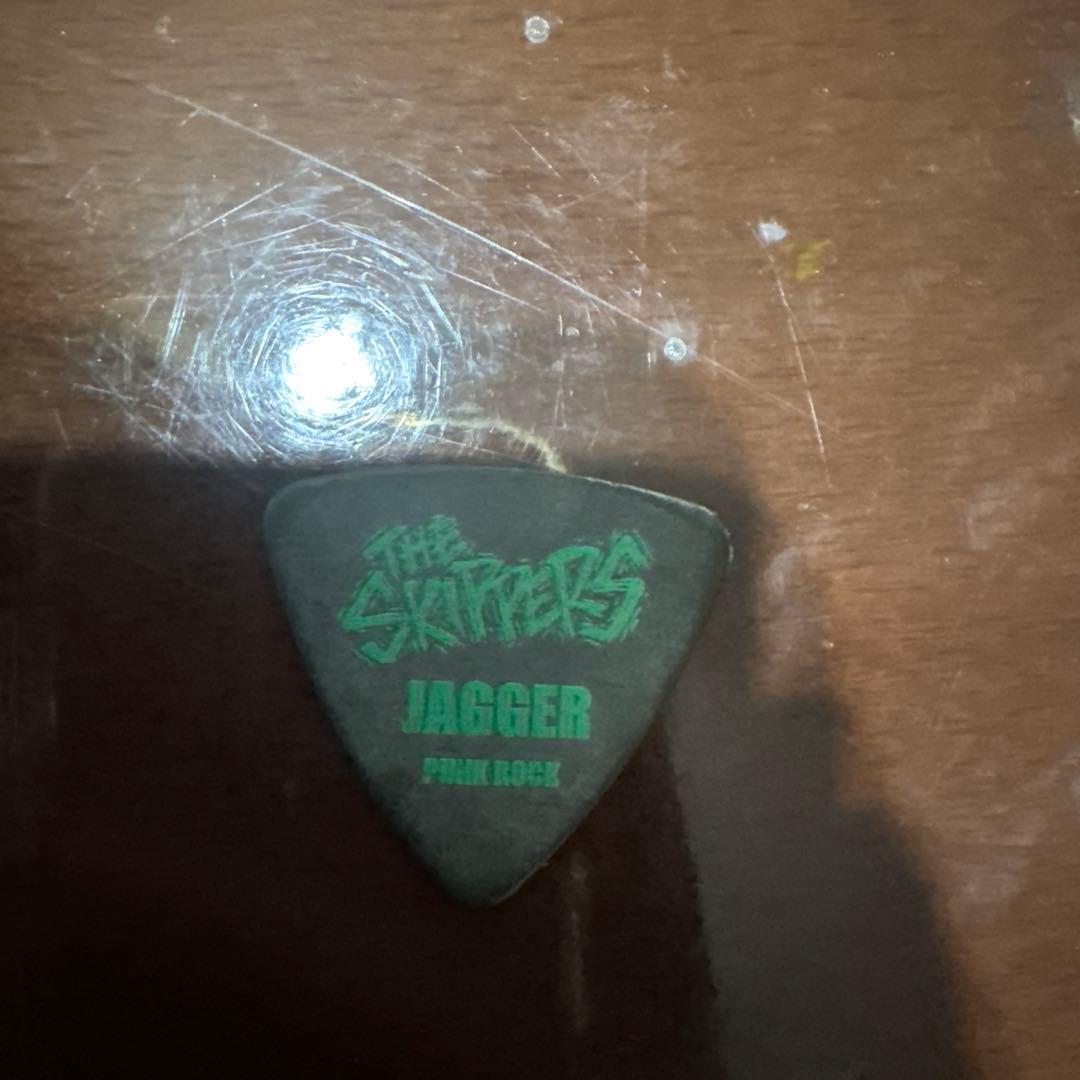 THE
SKIPPERS
JAGGER
PUNK ROCK